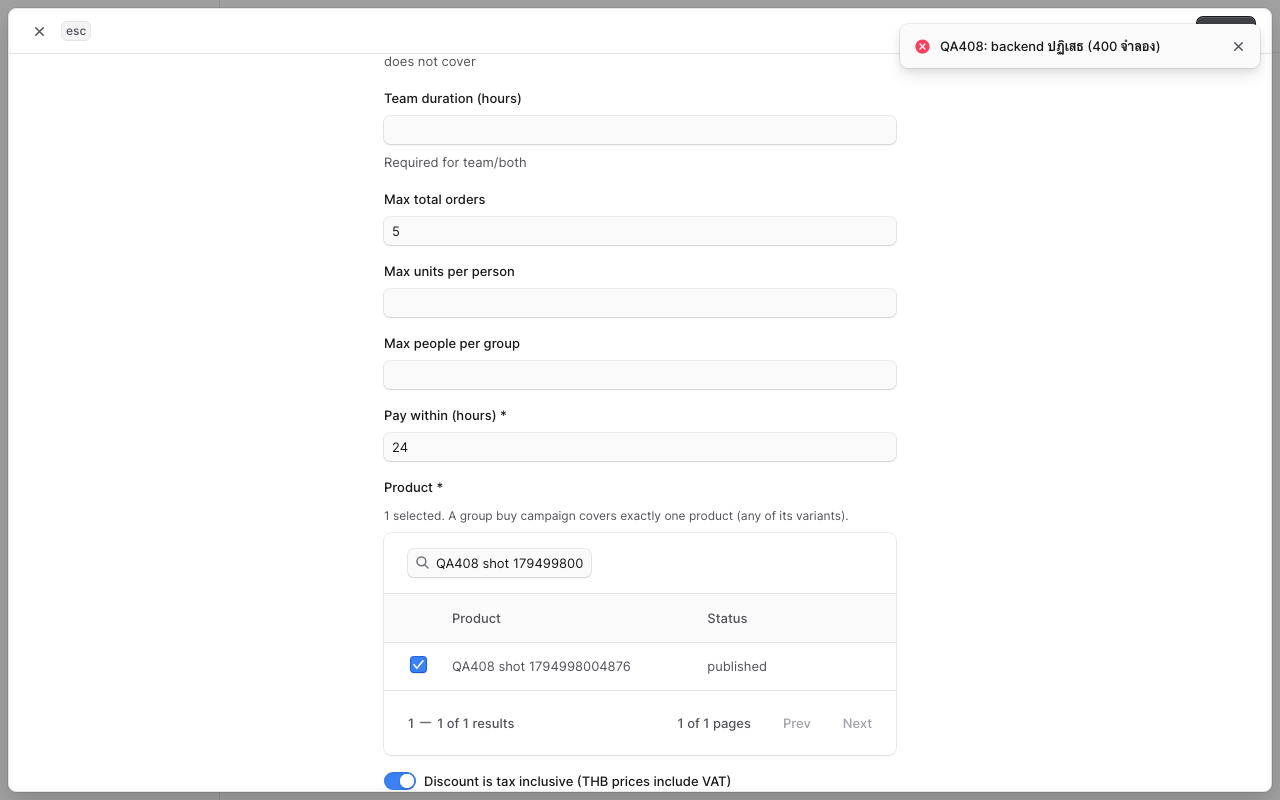 esc
QA408: backend ปฏิเสธ (400 จำลอง)
does not cover
Team duration (hours)
Required for team/both
Max total orders
5
Max units per person
Max people per group
Pay within (hours) *
24
Product *
1 selected. A group buy campaign covers exactly one product (any of its variants).
QA408 shot 179499800
Product Status
QA408 shot 1794998004876 published
1 — 1 of 1 results 1 of 1 pages Prev Next
Discount is tax inclusive (THB prices include VAT)